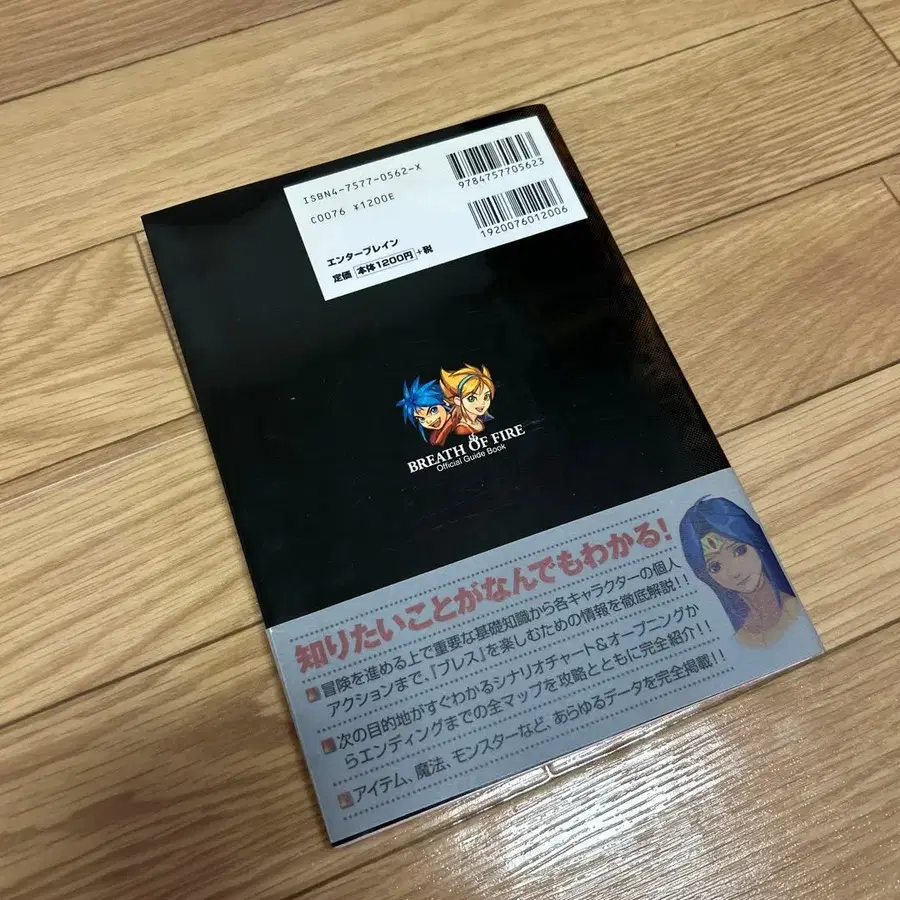 ISBN4-7577-0562-X
C0076 ¥1200E
9784757705623
1920076012006
エンターブレイン
定価 本体1200円 +税
BREATH OF FIRE
Official Guide Book
知りたいことがなんでもわかる!
冒険を進める上で重要な基礎知識から各キャラクターの個人
アクションまで、「ブレス」を楽しむための情報を徹底解説!!
次の目的地がすぐわかるシナリオチャート&オープニングか
らエンディングまでの全マップを攻略とともに完全紹介!!
アイテム、魔法、モンスターなど、あらゆるデータを完全掲載!!